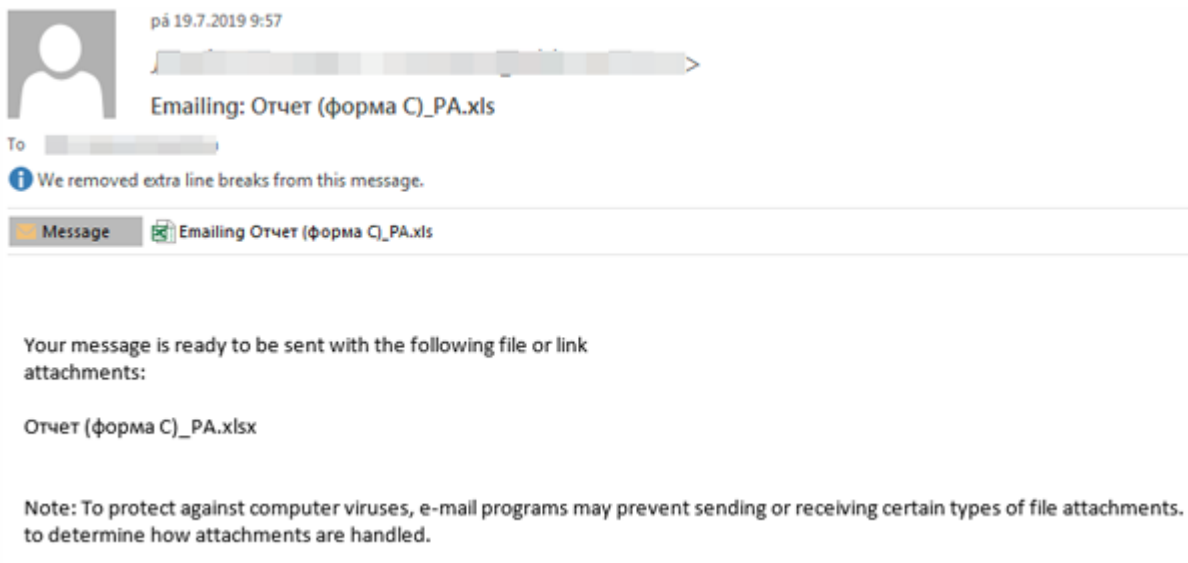 pá 19.7.2019 9:57
Emailing: Отчет (форма С)_РА.xls
To
We removed extra line breaks from this message.
Message Emailing Отчет (форма С)_РА.xls
Your message is ready to be sent with the following file or link
attachments:
Отчет (форма С)_РА.xlsx
Note: To protect against computer viruses, e-mail programs may prevent sending or receiving certain types of file attachments.
to determine how attachments are handled.